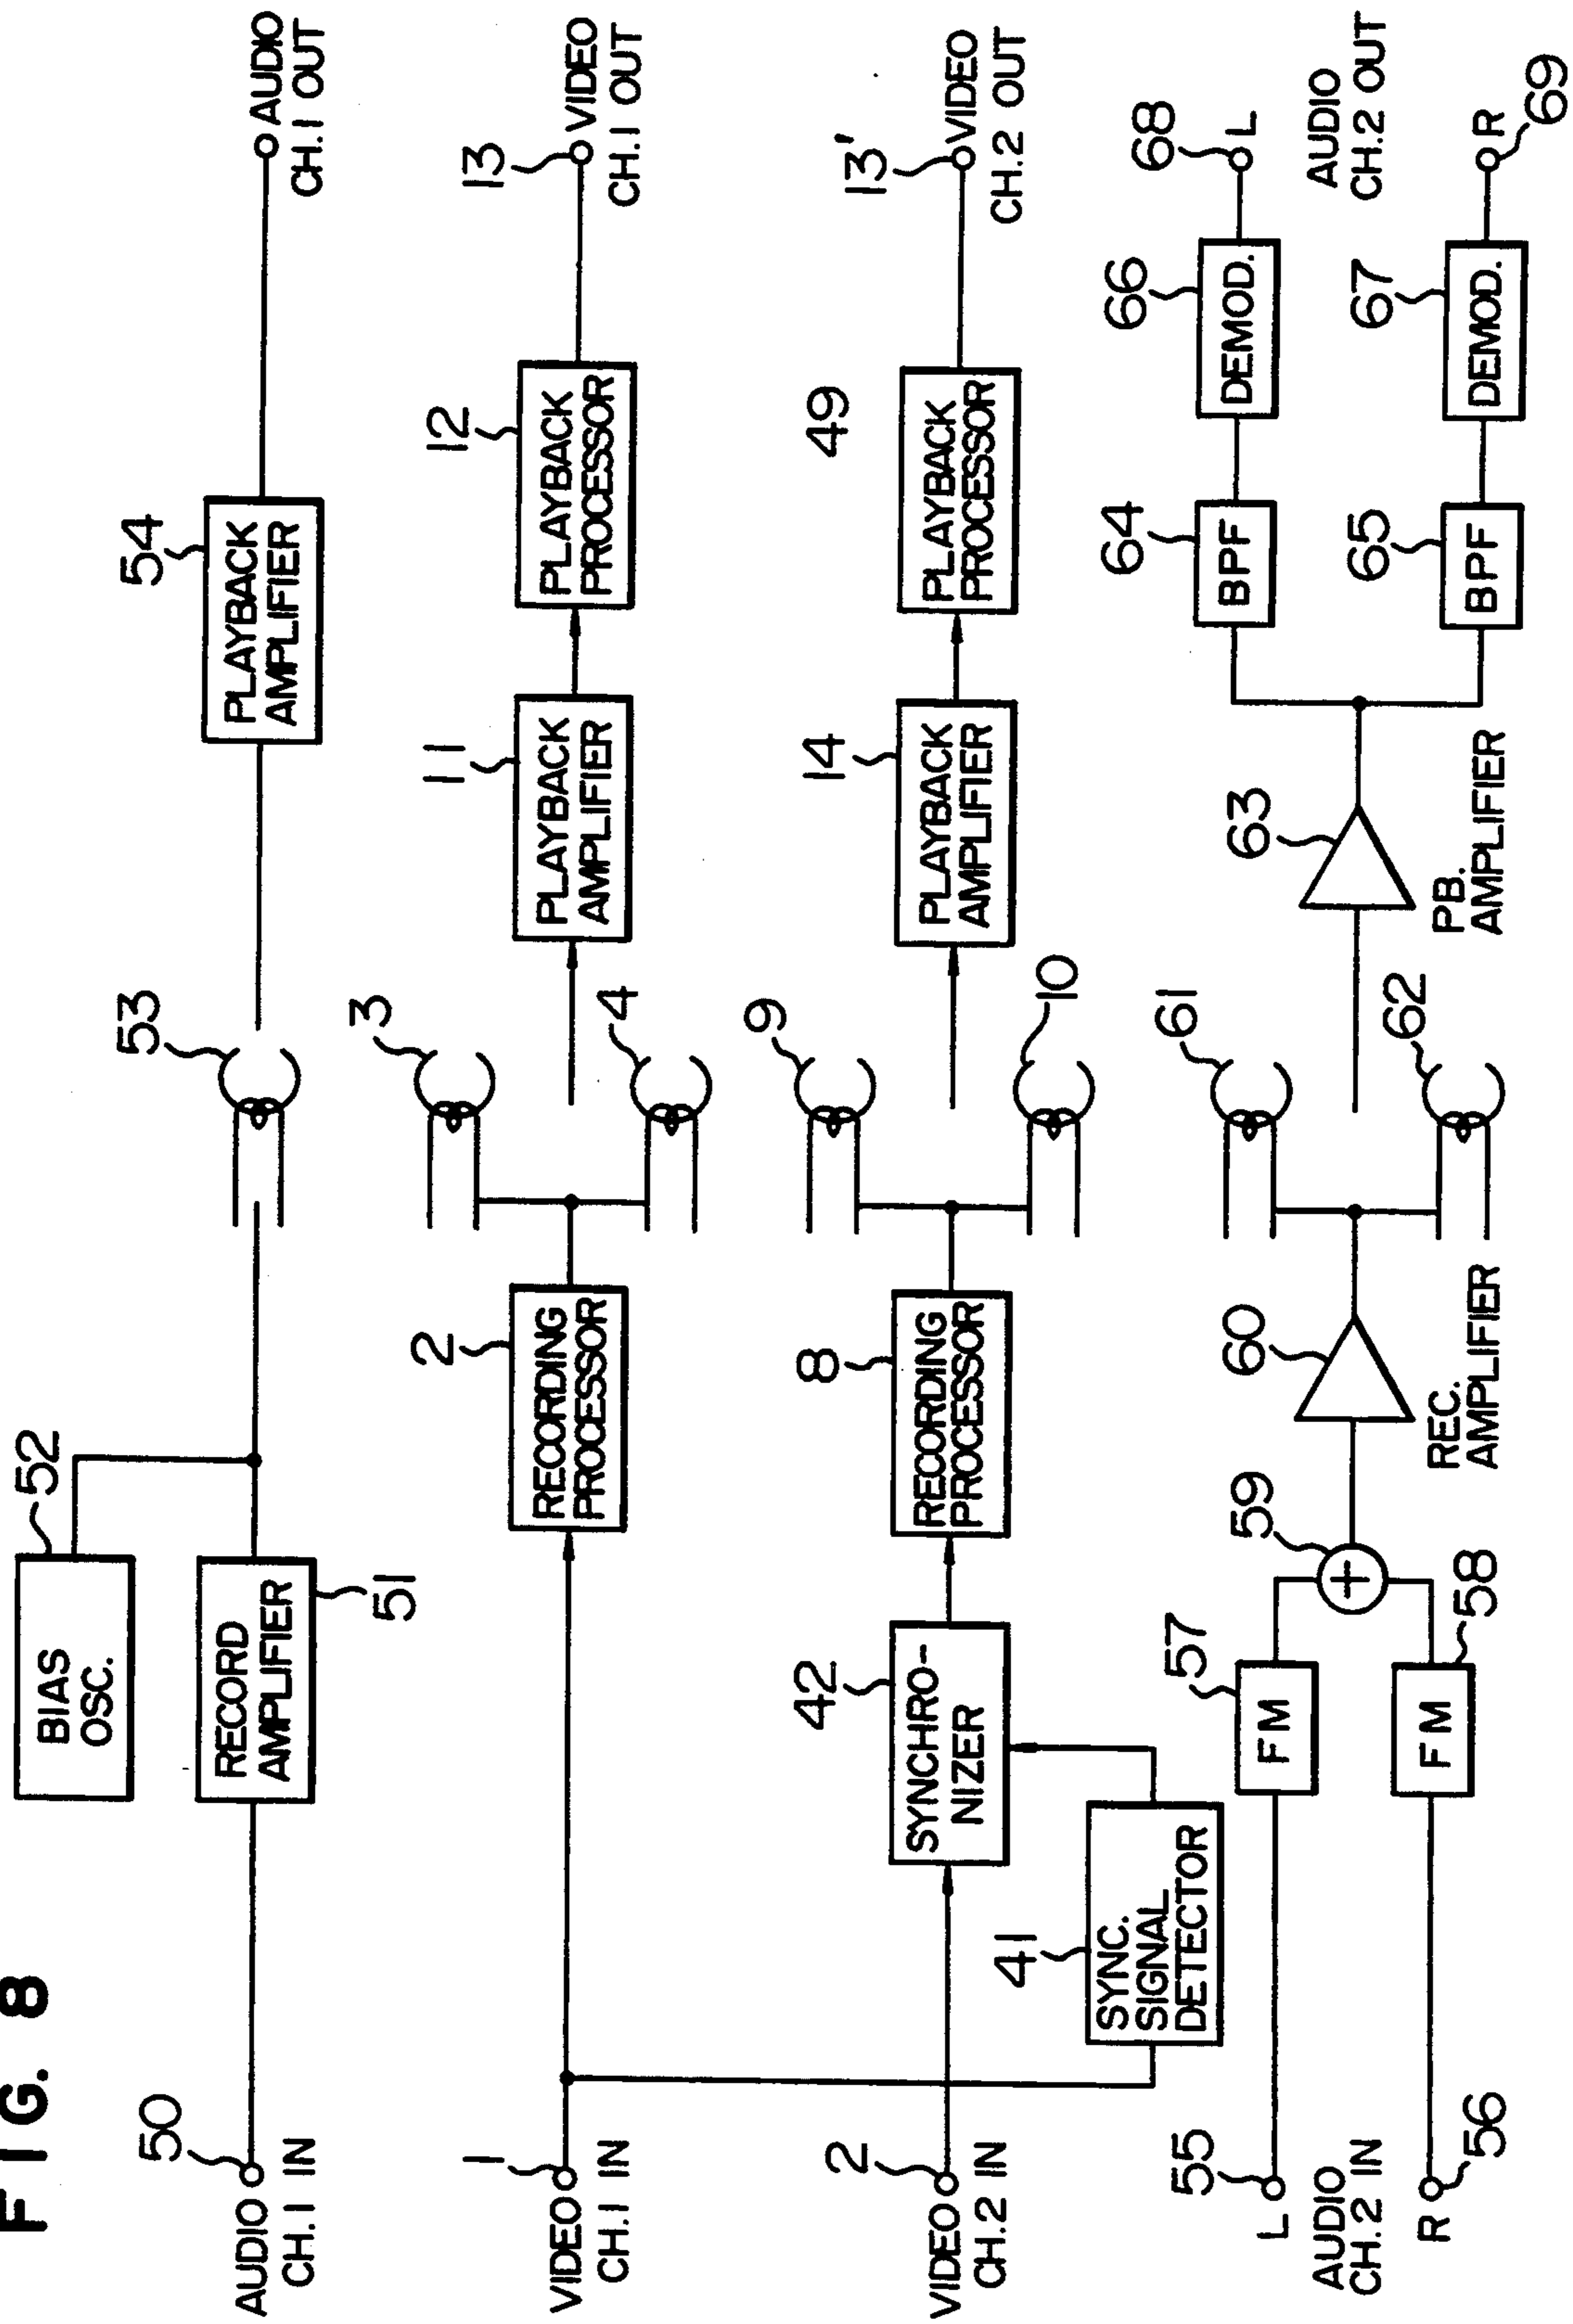 FIG. 8
50
AUDIO
CH.1 IN
BIAS
OSC.
52
RECORD
AMPLIFIER
51
53
54
PLAYBACK
AMPLIFIER
AUDIO
CH.1 OUT
1
VIDEO
CH.1 IN
2
RECORDING
PROCESSOR
3
4
11
PLAYBACK
AMPLIFIER
12
PLAYBACK
PROCESSOR
13
VIDEO
CH.1 OUT
2
VIDEO
CH.2 IN
42
SYNCHRO-
NIZER
41
SYNC.
SIGNAL
DETECTOR
8
RECORDING
PROCESSOR
9
10
14
PLAYBACK
AMPLIFIER
49
PLAYBACK
PROCESSOR
13'
VIDEO
CH.2 OUT
55
L
AUDIO
CH.2 IN
R
56
57
FM
FM
58
59
+
60
REC.
AMPLIFIER
61
62
63
PB.
AMPLIFIER
64
BPF
65
BPF
66
DEMOD.
67
DEMOD.
68
L
AUDIO
CH.2 OUT
R
69